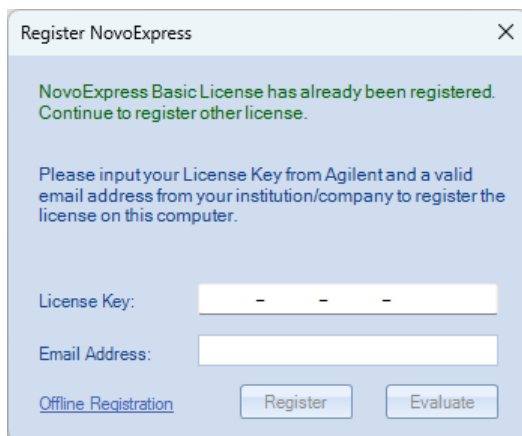 Register NovoExpress
NovoExpress Basic License has already been registered.
Continue to register other license.
Please input your License Key from Agilent and a valid
email address from your institution/company to register the
license on this computer.
License Key: - - -
Email Address:
Offline Registration Register Evaluate